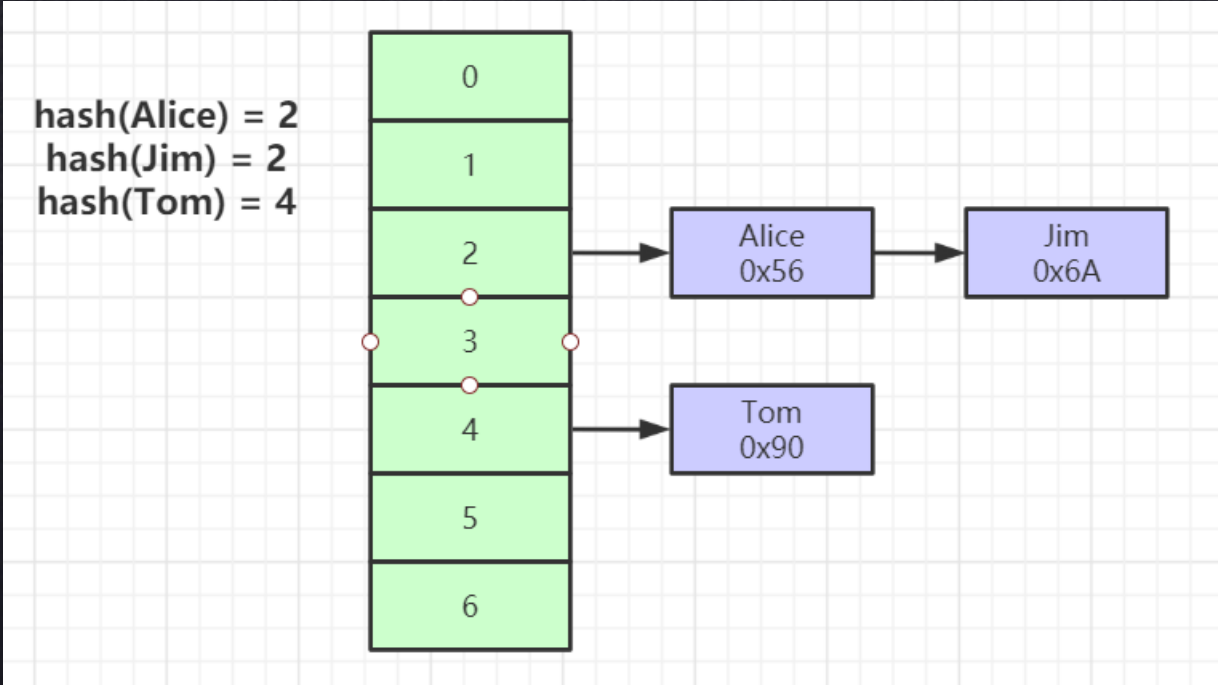 hash(Alice) = 2
hash(Jim) = 2
hash(Tom) = 4
0
1
2
3
4
5
6
Alice
0x56
Jim
0x6A
Tom
0x90